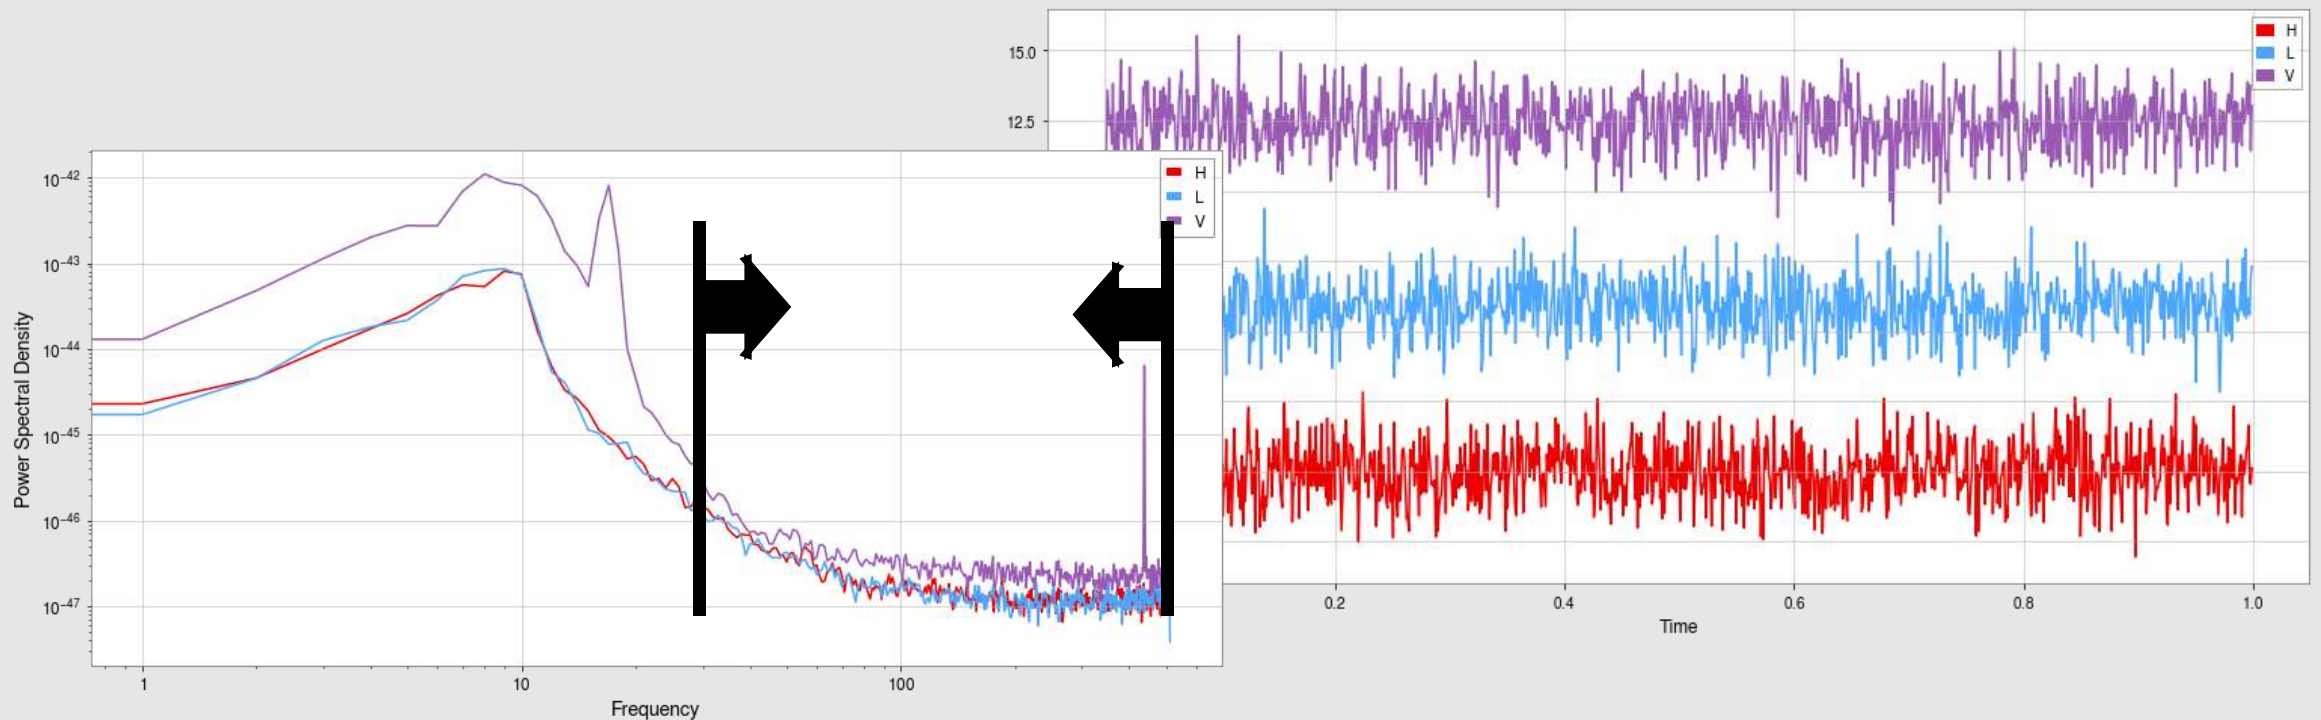 15.0
12.5
H
L
V
10⁻⁴²
10⁻⁴³
10⁻⁴⁴
10⁻⁴⁵
10⁻⁴⁶
10⁻⁴⁷
Power Spectral Density
H
L
V
1
10
100
Frequency
0.2
0.4
0.6
0.8
1.0
Time